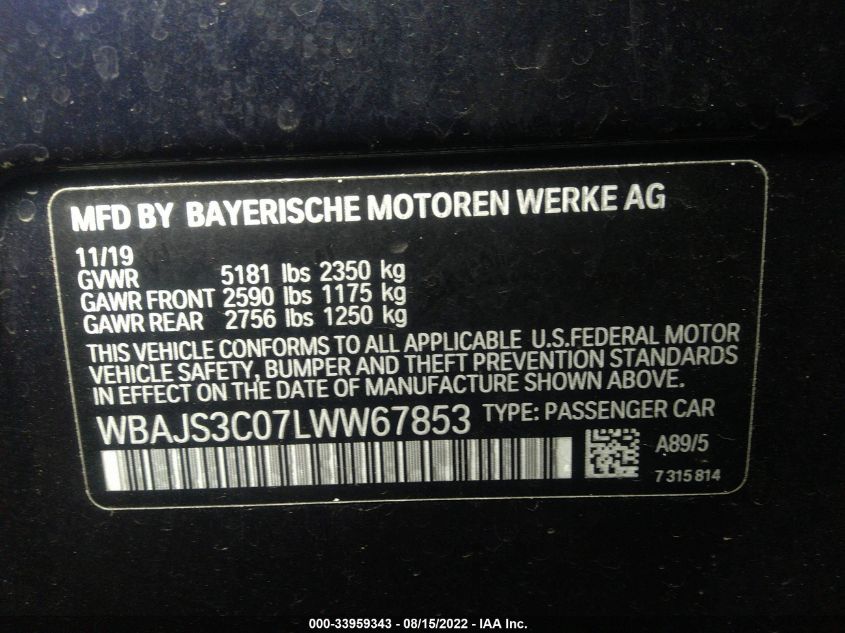 MFD BY BAYERISCHE MOTOREN WERKE AG
11/19
GVWR 5181 lbs 2350 kg
GAWR FRONT 2590 lbs 1175 kg
GAWR REAR 2756 lbs 1250 kg
THIS VEHICLE CONFORMS TO ALL APPLICABLE U.S.FEDERAL MOTOR
VEHICLE SAFETY, BUMPER AND THEFT PREVENTION STANDARDS
IN EFFECT ON THE DATE OF MANUFACTURE SHOWN ABOVE.
WBAJS3C07LWW67853 TYPE: PASSENGER CAR
A89/5
7 315 814
000-33959343 - 08/15/2022 - IAA Inc.